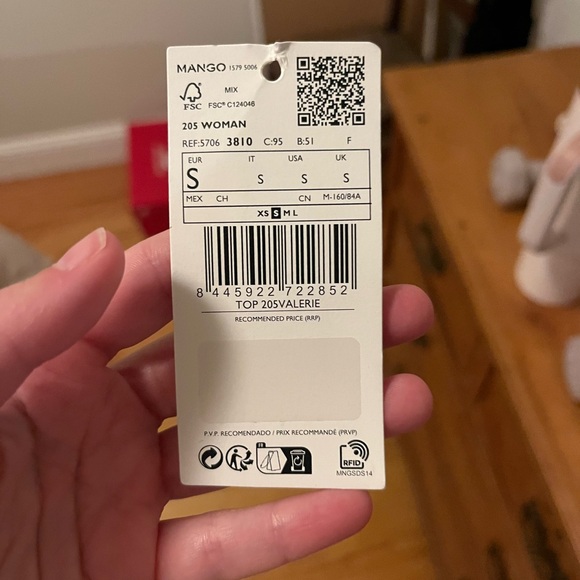 MANGO 1579 5006
MIX
FSC
FSC® C124046
205 WOMAN
REF:5706 3810 C:95 B:51 F
EUR IT USA UK
S S S S
MEX CH CN M-160/84A
XS S M L
8 445922 722852
TOP 205VALERIE
RECOMMENDED PRICE (RRP)
P.V.P. RECOMENDADO / PRIX RECOMMANDÉ (PRVP)
RFID
MNGSDS14